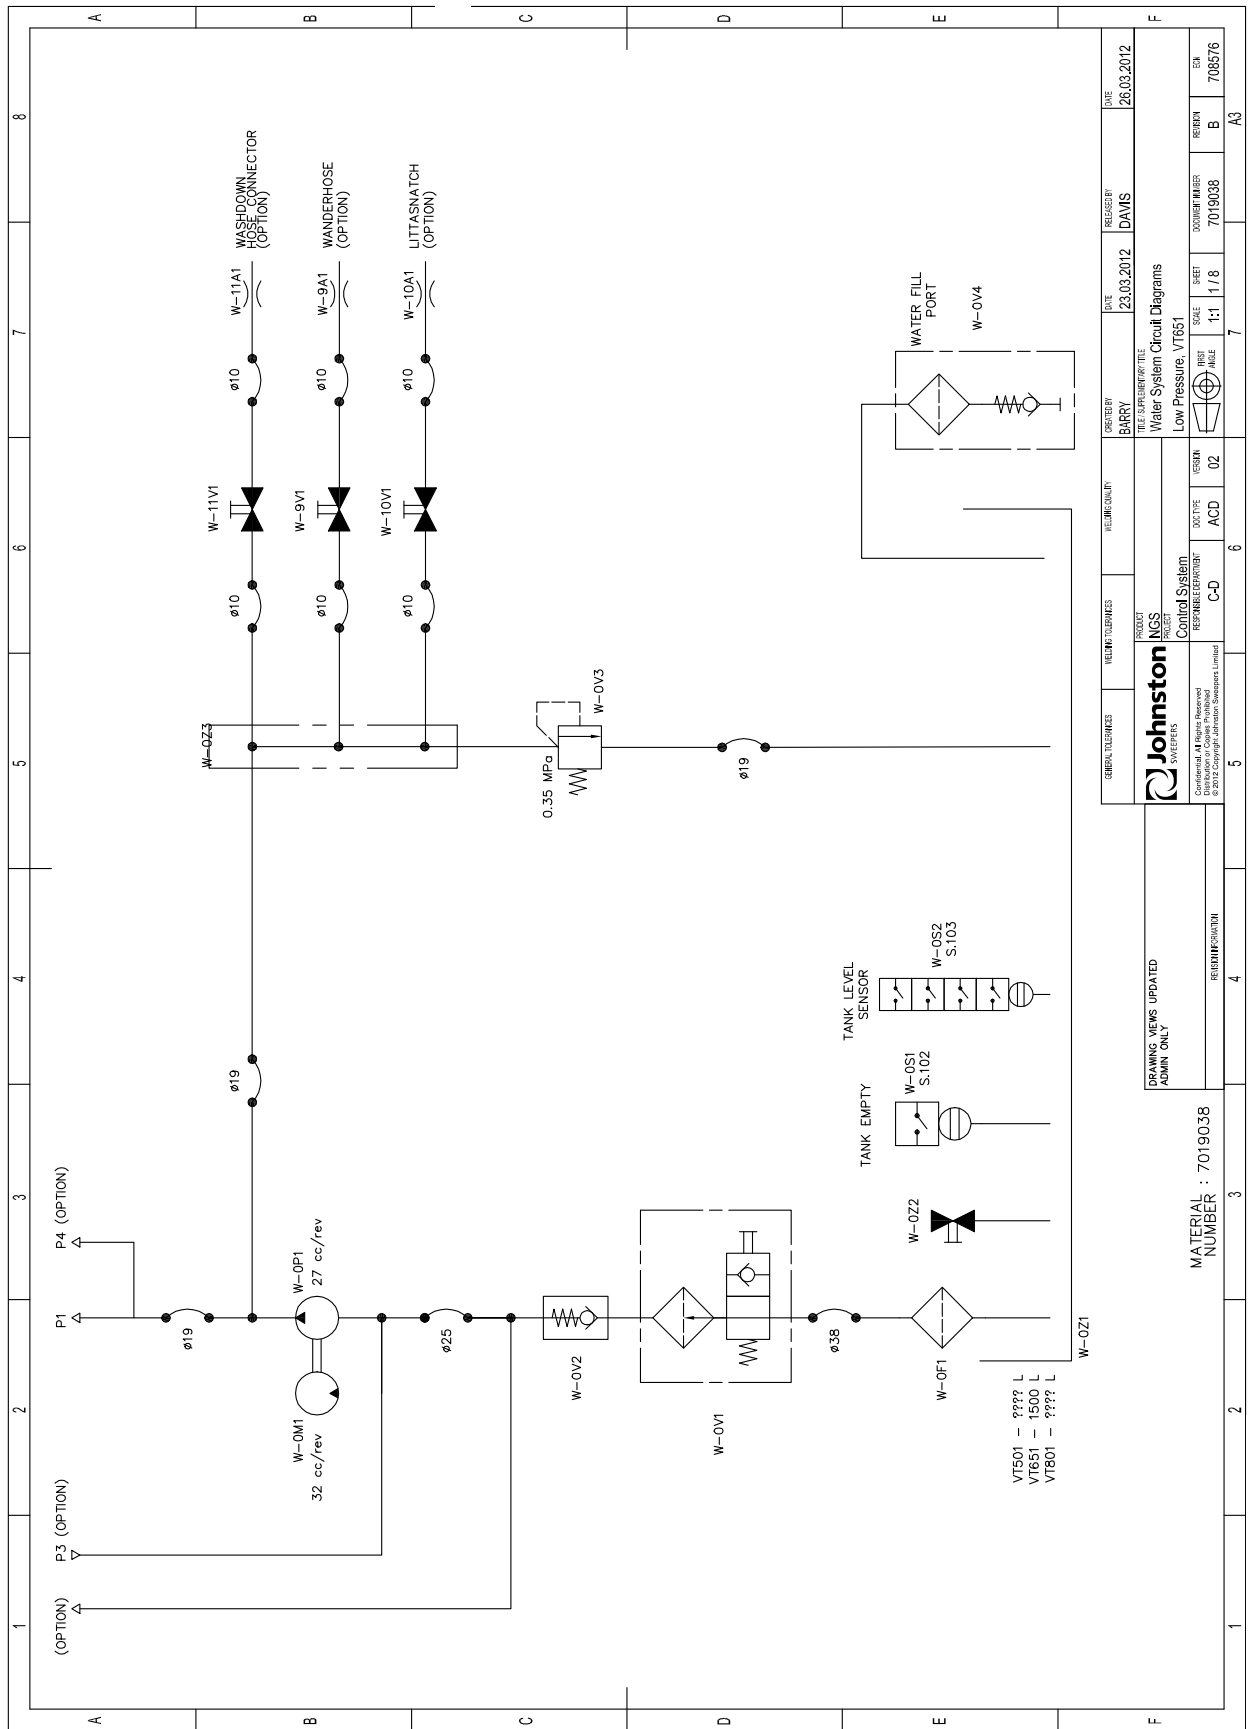 1
2
3
4
5
6
7
8
A
B
C
D
E
F
(OPTION)
P3 (OPTION)
P1
P4 (OPTION)
ø19
W-0M1
32 cc/rev
W-0P1
27 cc/rev
ø25
W-0V2
W-0V1
ø38
W-0F1
W-0Z1
VT501 - ???? L
VT651 - 1500 L
VT801 - ???? L
W-0Z2
TANK EMPTY
W-0S1
S.102
TANK LEVEL
SENSOR
W-0S2
S.103
ø19
W-0Z3
0.35 MPa
W-0V3
ø19
ø10
W-11V1
ø10
W-11A1
WASHDOWN
HOSE CONNECTOR
(OPTION)
ø10
W-9V1
ø10
W-9A1
WANDERHOSE
(OPTION)
ø10
W-10V1
ø10
W-10A1
LITTASNATCH
(OPTION)
WATER FILL
PORT
W-0V4
MATERIAL : 7019038
NUMBER
DRAWING VIEWS UPDATED
ADMIN ONLY
REVISION INFORMATION
GENERAL TOLERANCES
WELDING TOLERANCES
WELDING QUALITY
CREATED BY
BARRY
DATE
23.03.2012
RELEASED BY
DAVIS
DATE
26.03.2012
Johnston
SWEEPERS
Confidential. All Rights Reserved
Distribution or Copies Prohibited
© 2012 Copyright Johnston Sweepers Limited
PRODUCT
NGS
PROJECT
Control System
TITLE / SUPPLEMENTARY TITLE
Water System Circuit Diagrams
Low Pressure, VT651
RESPONSIBLE DEPARTMENT
C-D
DOC TYPE
ACD
VERSION
02
FIRST
ANGLE
SCALE
1:1
SHEET
1 / 8
DOCUMENT NUMBER
7019038
REVISION
B
ECN
708576
1
2
3
4
5
6
7
A3
A
B
C
D
E
F